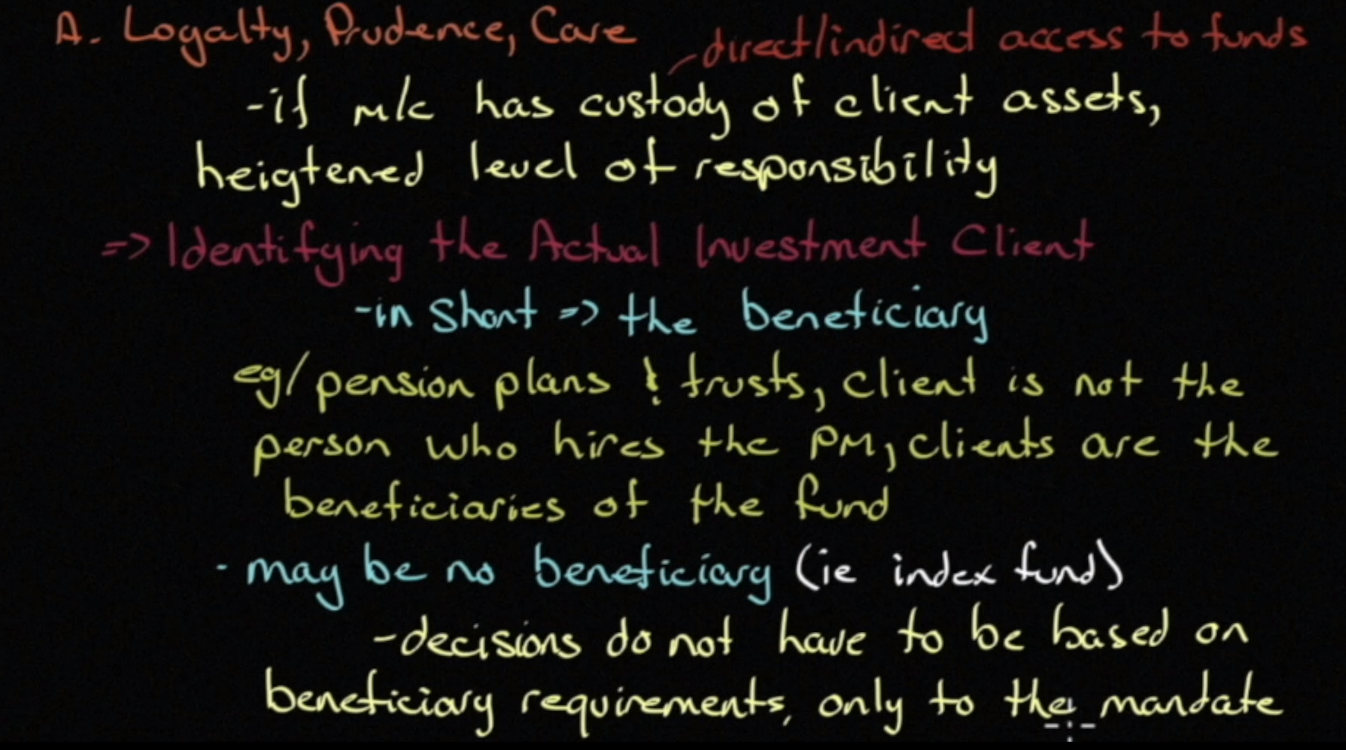 A. Loyalty, Prudence, Care
direct/indirect access to funds
-if m/c has custody of client assets,
heigtened level of responsibility
=> Identifying the Actual Investment Client
-in short => the beneficiary
eg/ pension plans & trusts, client is not the
person who hires the PM, clients are the
beneficiaries of the fund
· may be no beneficiary (ie index fund)
-decisions do not have to be based on
beneficiary requirements, only to the mandate